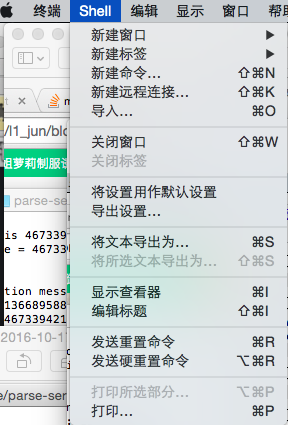 终端 Shell 编辑 显示 窗口
新建窗口 ▶
新建标签 ▶
新建命令... ⇧⌘N
新建远程连接... ⇧⌘K
导入... ⌘O
/l1_jun/blo
关闭窗口 ⇧⌘W
关闭标签
萝莉制服
将设置用作默认设置
parse-se
导出设置...
is 467339
将文本导出为... ⌘S
e = 46733
将所选文本导出为... ⇧⌘S
tion mess
显示查看器 ⌘I
136689588
编辑标题 ⇧⌘I
467339421
2016-10-1
发送重置命令 ⌘R
发送硬重置命令 ⌥⌘R
e/parse-ser
打印所选部分... ⌥⌘P
打印... ⌘P